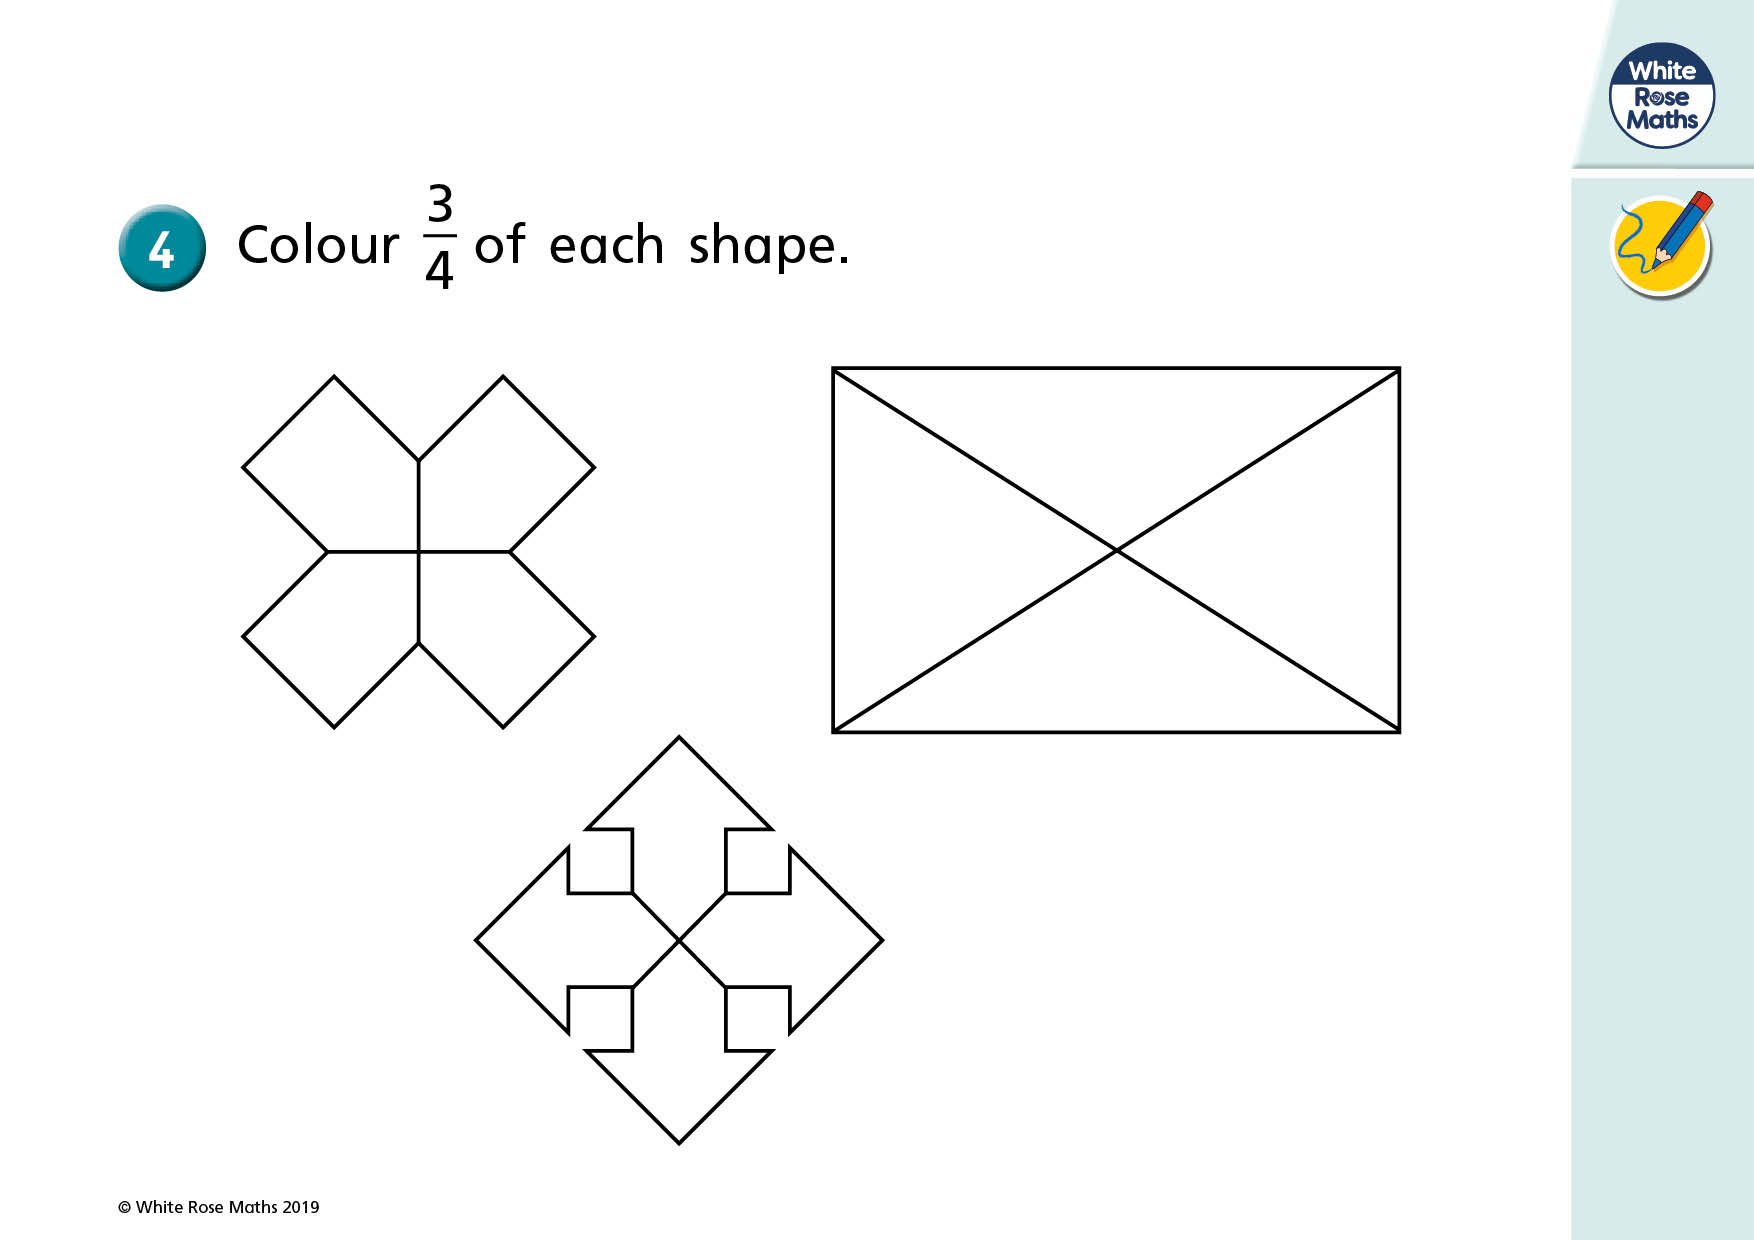 White
Rose
Maths
4 Colour 3/4 of each shape.
© White Rose Maths 2019